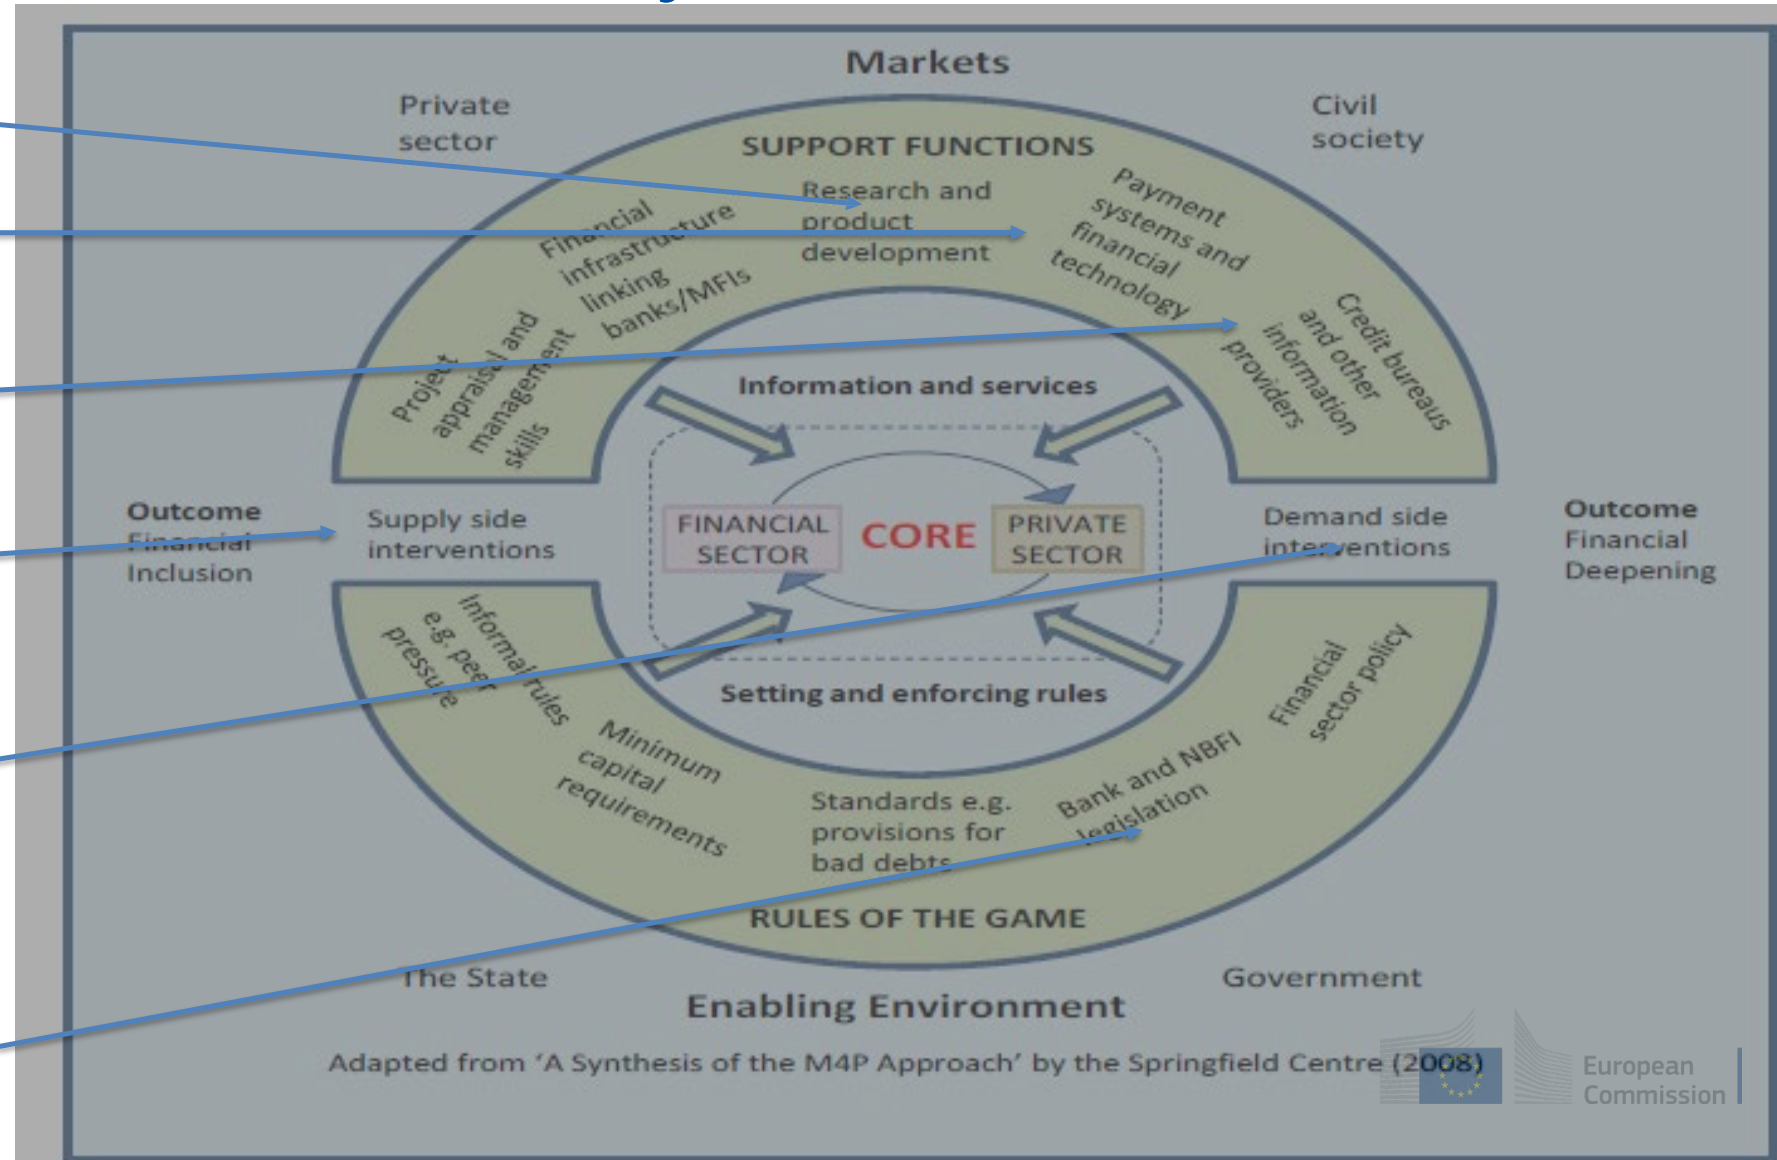 Markets
Private
sector
Civil
society
SUPPORT FUNCTIONS
Project
appraisal and
management
skills
Financial
infrastructure
linking
banks/MFIs
Research and
product
development
Payment
systems and
financial
technology
Credit bureaus
and other
information
providers
Information and services
Outcome
Financial
Inclusion
Supply side
interventions
FINANCIAL
SECTOR
CORE
PRIVATE
SECTOR
Demand side
interventions
Outcome
Financial
Deepening
Setting and enforcing rules
Informal rules
e.g. peer
pressure
Minimum
capital
requirements
Standards e.g.
provisions for
bad debts
Bank and NBFI
legislation
Financial
sector policy
RULES OF THE GAME
The State
Government
Enabling Environment
Adapted from ‘A Synthesis of the M4P Approach’ by the Springfield Centre (2008)
European
Commission